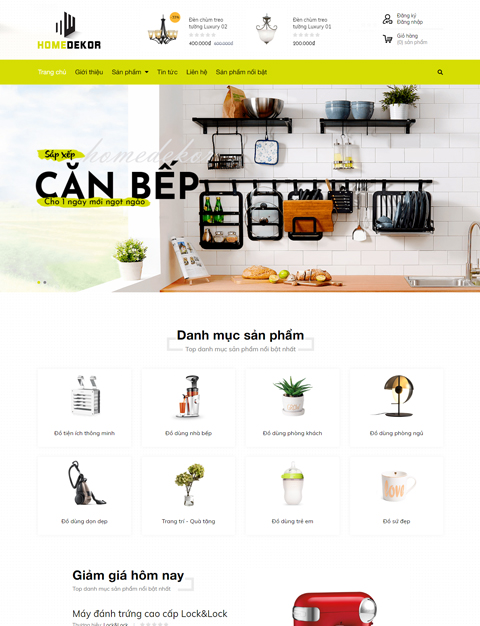 HOMEDEKOR
Đèn chùm treo
tường Luxury 02
400.000₫ 600.000₫
Đèn chùm treo
tường Luxury 01
200.000₫
Đăng ký
Đăng nhập
Giỏ hàng
(0) sản phẩm
Trang chủ Giới thiệu Sản phẩm Tin tức Liên hệ Sản phẩm nổi bật
Sắp xếp
homedekor
CĂN BẾP
Cho 1 ngày mới ngọt ngào
Danh mục sản phẩm
Top danh mục sản phẩm nổi bật nhất
Đồ tiện ích thông minh
Đồ dùng nhà bếp
Đồ dùng phòng khách
Đồ dùng phòng ngủ
Đồ dùng dọn dẹp
Trang trí - Quà tặng
Đồ dùng trẻ em
Đồ sứ đẹp
LOVE
Giảm giá hôm nay
Top danh mục sản phẩm nổi bật nhất
Máy đánh trứng cao cấp Lock&Lock
Thương hiệu: Lock&Lock